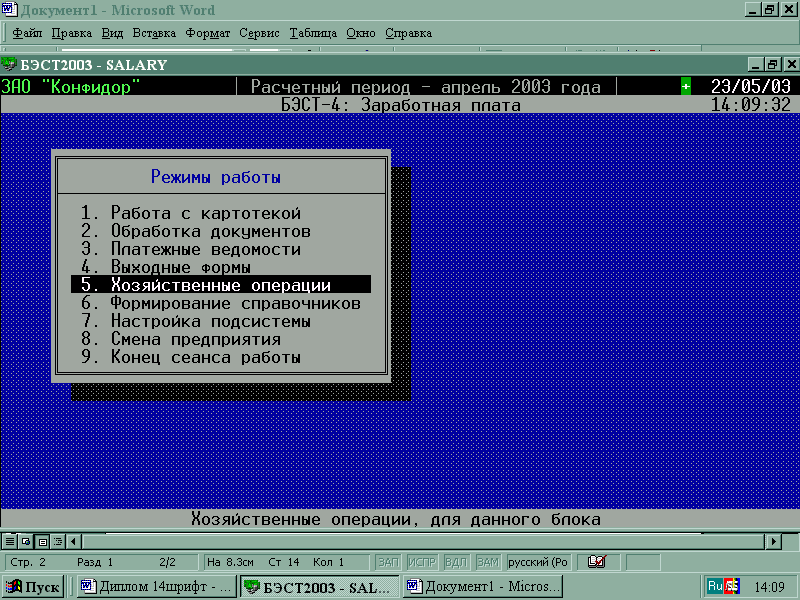 Документ1 - Microsoft Word
Файл Правка Вид Вставка Формат Сервис Таблица Окно Справка
БЭСТ2003 - SALARY
ЗАО "Конфидор" Расчетный период - апрель 2003 года + 23/05/03
БЭСТ-4: Заработная плата 14:09:32
Режимы работы
1. Работа с картотекой
2. Обработка документов
3. Платежные ведомости
4. Выходные формы
5. Хозяйственные операции
6. Формирование справочников
7. Настройка подсистемы
8. Смена предприятия
9. Конец сеанса работы
Хозяйственные операции, для данного блока
Стр. 2 Разд 1 2/2 На 8.3см Ст 14 Кол 1 ЗАП ИСПР ВДЛ ЗАМ русский (Ро
Пуск Диплом 14шрифт - ... БЭСТ2003 - SAL... Документ1 - Micros... Ru 14:09